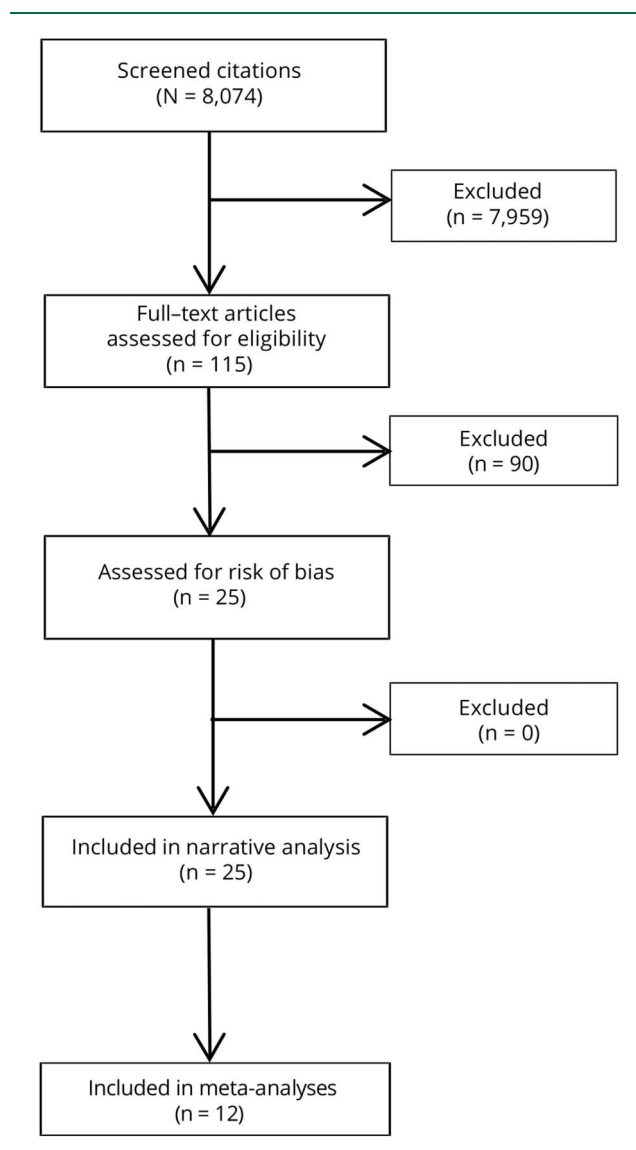 Screened citations
(N = 8,074)
Excluded
(n = 7,959)
Full–text articles
assessed for eligibility
(n = 115)
Excluded
(n = 90)
Assessed for risk of bias
(n = 25)
Excluded
(n = 0)
Included in narrative analysis
(n = 25)
Included in meta-analyses
(n = 12)